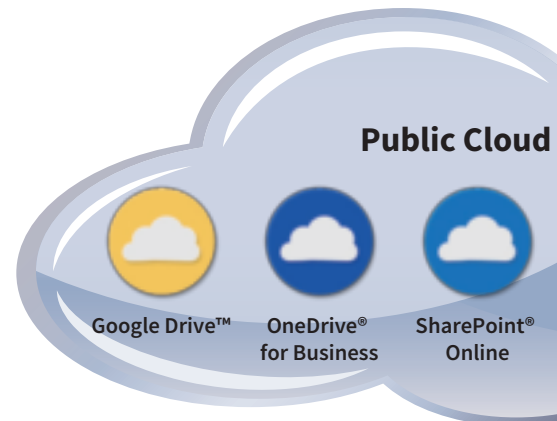 Public Cloud
Google Drive™
OneDrive®
for Business
SharePoint®
Online